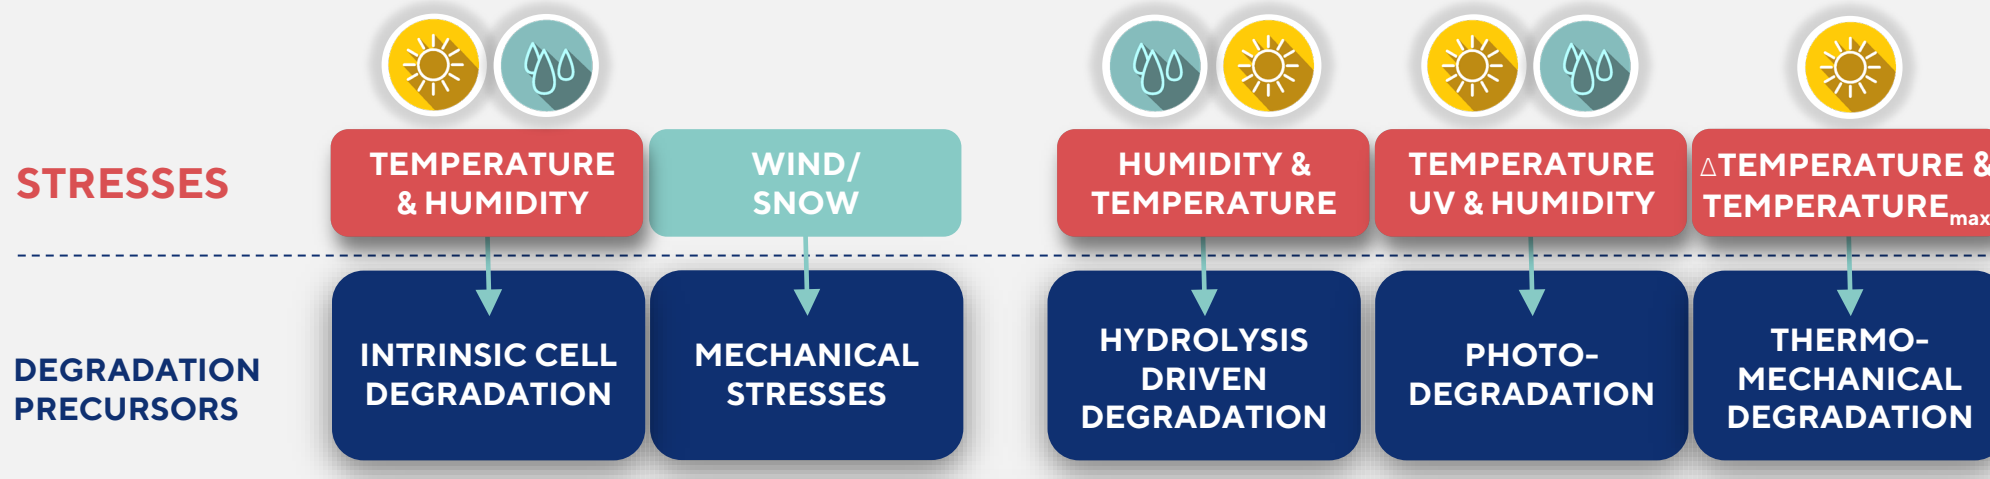 STRESSES
TEMPERATURE
& HUMIDITY
WIND/
SNOW
HUMIDITY &
TEMPERATURE
TEMPERATURE
UV & HUMIDITY
ΔTEMPERATURE &
TEMPERATUREmax
DEGRADATION
PRECURSORS
INTRINSIC CELL
DEGRADATION
MECHANICAL
STRESSES
HYDROLYSIS
DRIVEN
DEGRADATION
PHOTO-
DEGRADATION
THERMO-
MECHANICAL
DEGRADATION